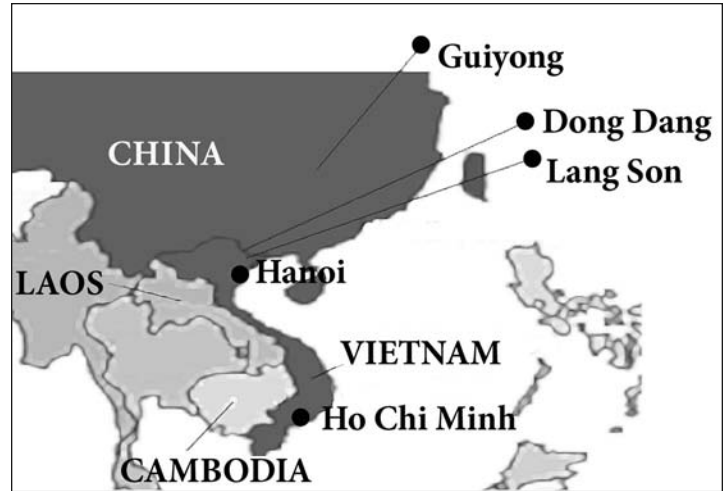 Guiyong
Dong Dang
CHINA
Lang Son
Hanoi
LAOS
VIETNAM
Ho Chi Minh
CAMBODIA